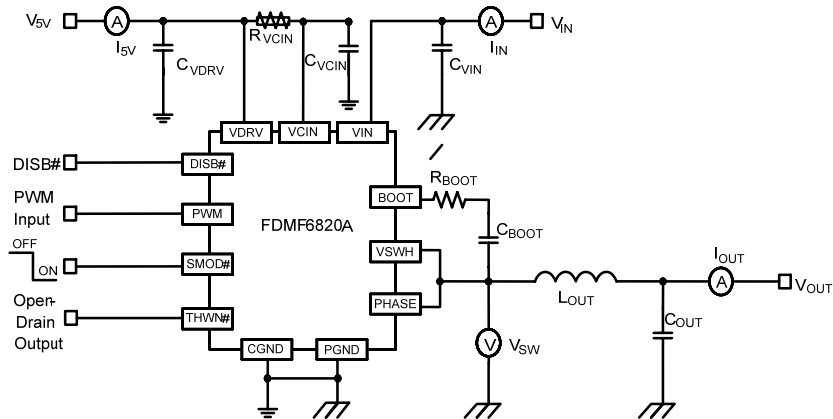 V5V
A
I5V
RVCIN
CVDRV
CVCIN
CVIN
A
IIN
VIN
VDRV
VCIN
VIN
DISB#
DISB#
PWM
Input
PWM
OFF
ON
SMOD#
Open-
Drain
Output
THWN#
FDMF6820A
BOOT
RBOOT
CBOOT
VSWH
PHASE
CGND
PGND
V
VSW
LOUT
COUT
IOUT
A
VOUT